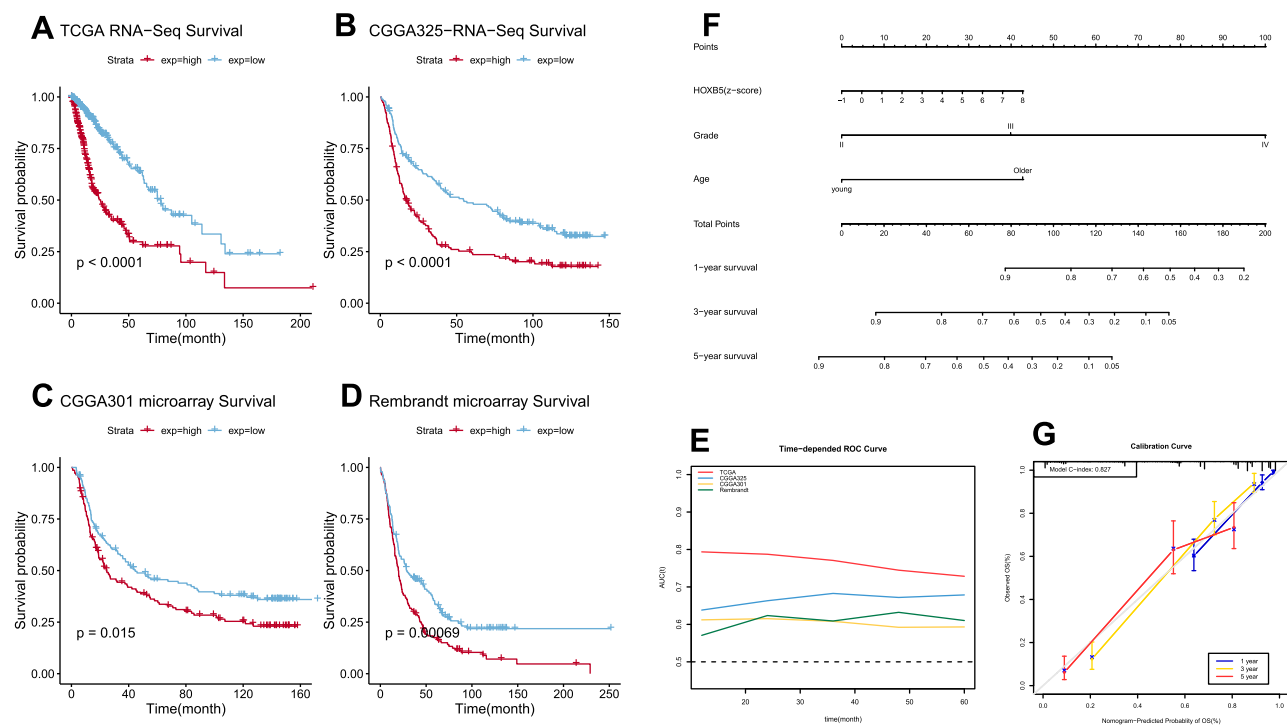 A TCGA RNA−Seq Survival
Strata exp=high exp=low
Survival probability
1.00
0.75
0.50
0.25
0.00
p < 0.0001
0 50 100 150 200
Time(month)
B CGGA325−RNA−Seq Survival
Strata exp=high exp=low
Survival probability
1.00
0.75
0.50
0.25
0.00
p < 0.0001
0 50 100 150
Time(month)
C CGGA301 microarray Survival
Strata exp=high exp=low
Survival probability
1.00
0.75
0.50
0.25
0.00
p = 0.015
0 40 80 120 160
Time(month)
D Rembrandt microarray Survival
Strata exp=high exp=low
Survival probability
1.00
0.75
0.50
0.25
0.00
p = 0.00069
0 50 100 150 200 250
Time(month)
F
0 10 20 30 40 50 60 70 80 90 100
Points
HOXB5(z−score)
−1 0 1 2 3 4 5 6 7 8
III
Grade
II IV
Older
Age
young
Total Points
0 20 40 60 80 100 120 140 160 180 200
1−year survuval
0.9 0.8 0.7 0.6 0.5 0.4 0.3 0.2
3−year survuval
0.9 0.8 0.7 0.6 0.5 0.4 0.3 0.2 0.1 0.05
5−year survuval
0.9 0.8 0.7 0.6 0.5 0.4 0.3 0.2 0.1 0.05
E
Time−depended ROC Curve
TCGA
CGGA325
CGGA301
Rembrandt
AUC(t)
1.0
0.9
0.8
0.7
0.6
0.5
20 30 40 50 60
time(month)
G
Calibration Curve
Model C−index: 0.827
Observed OS(%)
1.0
0.8
0.6
0.4
0.2
0.0
1 year
3 year
5 year
0.0 0.2 0.4 0.6 0.8 1.0
Nomogram−Predicted Probability of OS(%)